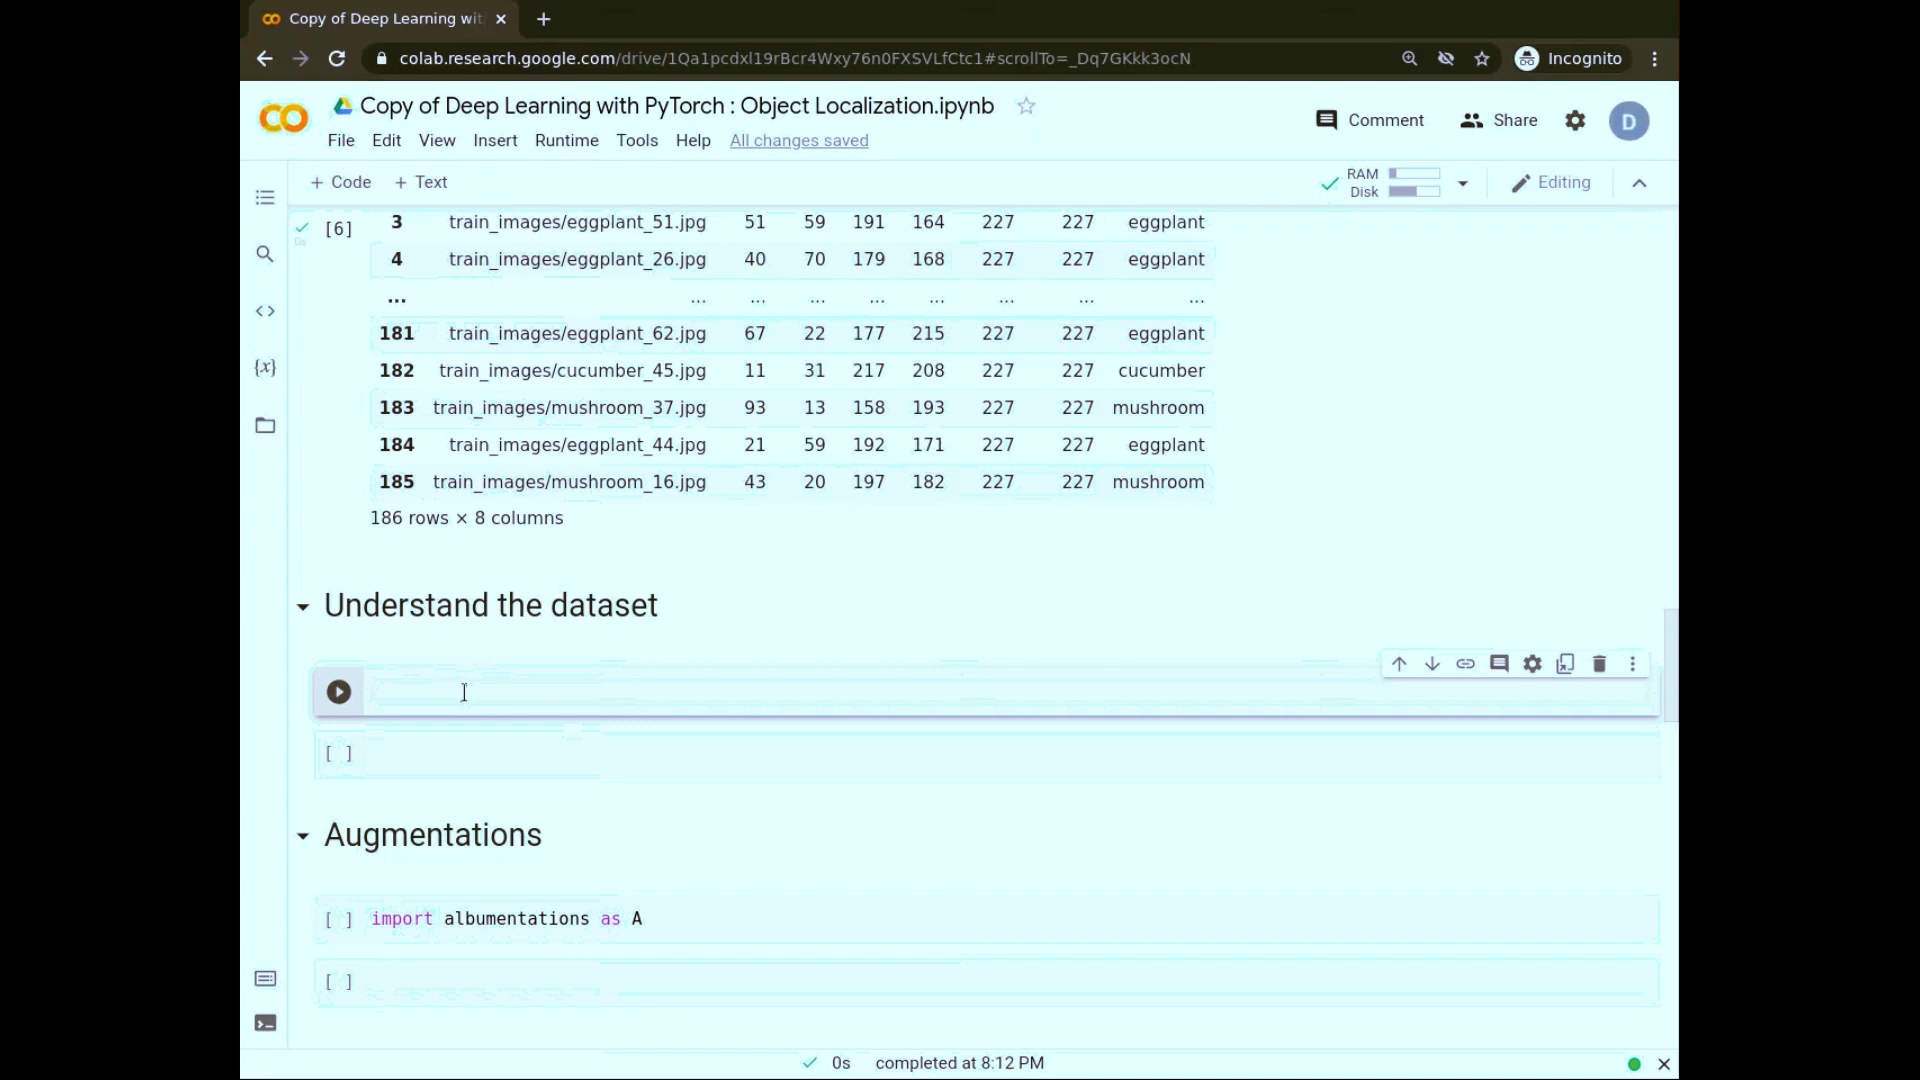 Copy of Deep Learning wit
colab.research.google.com/drive/1Qa1pcdxl19rBcr4Wxy76n0FXSVLfCtc1#scrollTo=_Dq7GKkk3ocN
Incognito
Copy of Deep Learning with PyTorch : Object Localization.ipynb
Comment
Share
D
File Edit View Insert Runtime Tools Help All changes saved
+ Code + Text
RAM
Disk
Editing
[6]
3 train_images/eggplant_51.jpg 51 59 191 164 227 227 eggplant
4 train_images/eggplant_26.jpg 40 70 179 168 227 227 eggplant
... ... ... ... ... ... ... ... ...
181 train_images/eggplant_62.jpg 67 22 177 215 227 227 eggplant
182 train_images/cucumber_45.jpg 11 31 217 208 227 227 cucumber
183 train_images/mushroom_37.jpg 93 13 158 193 227 227 mushroom
184 train_images/eggplant_44.jpg 21 59 192 171 227 227 eggplant
185 train_images/mushroom_16.jpg 43 20 197 182 227 227 mushroom
186 rows × 8 columns
Understand the dataset
[ ]
Augmentations
[ ] import albumentations as A
[ ]
0s completed at 8:12 PM